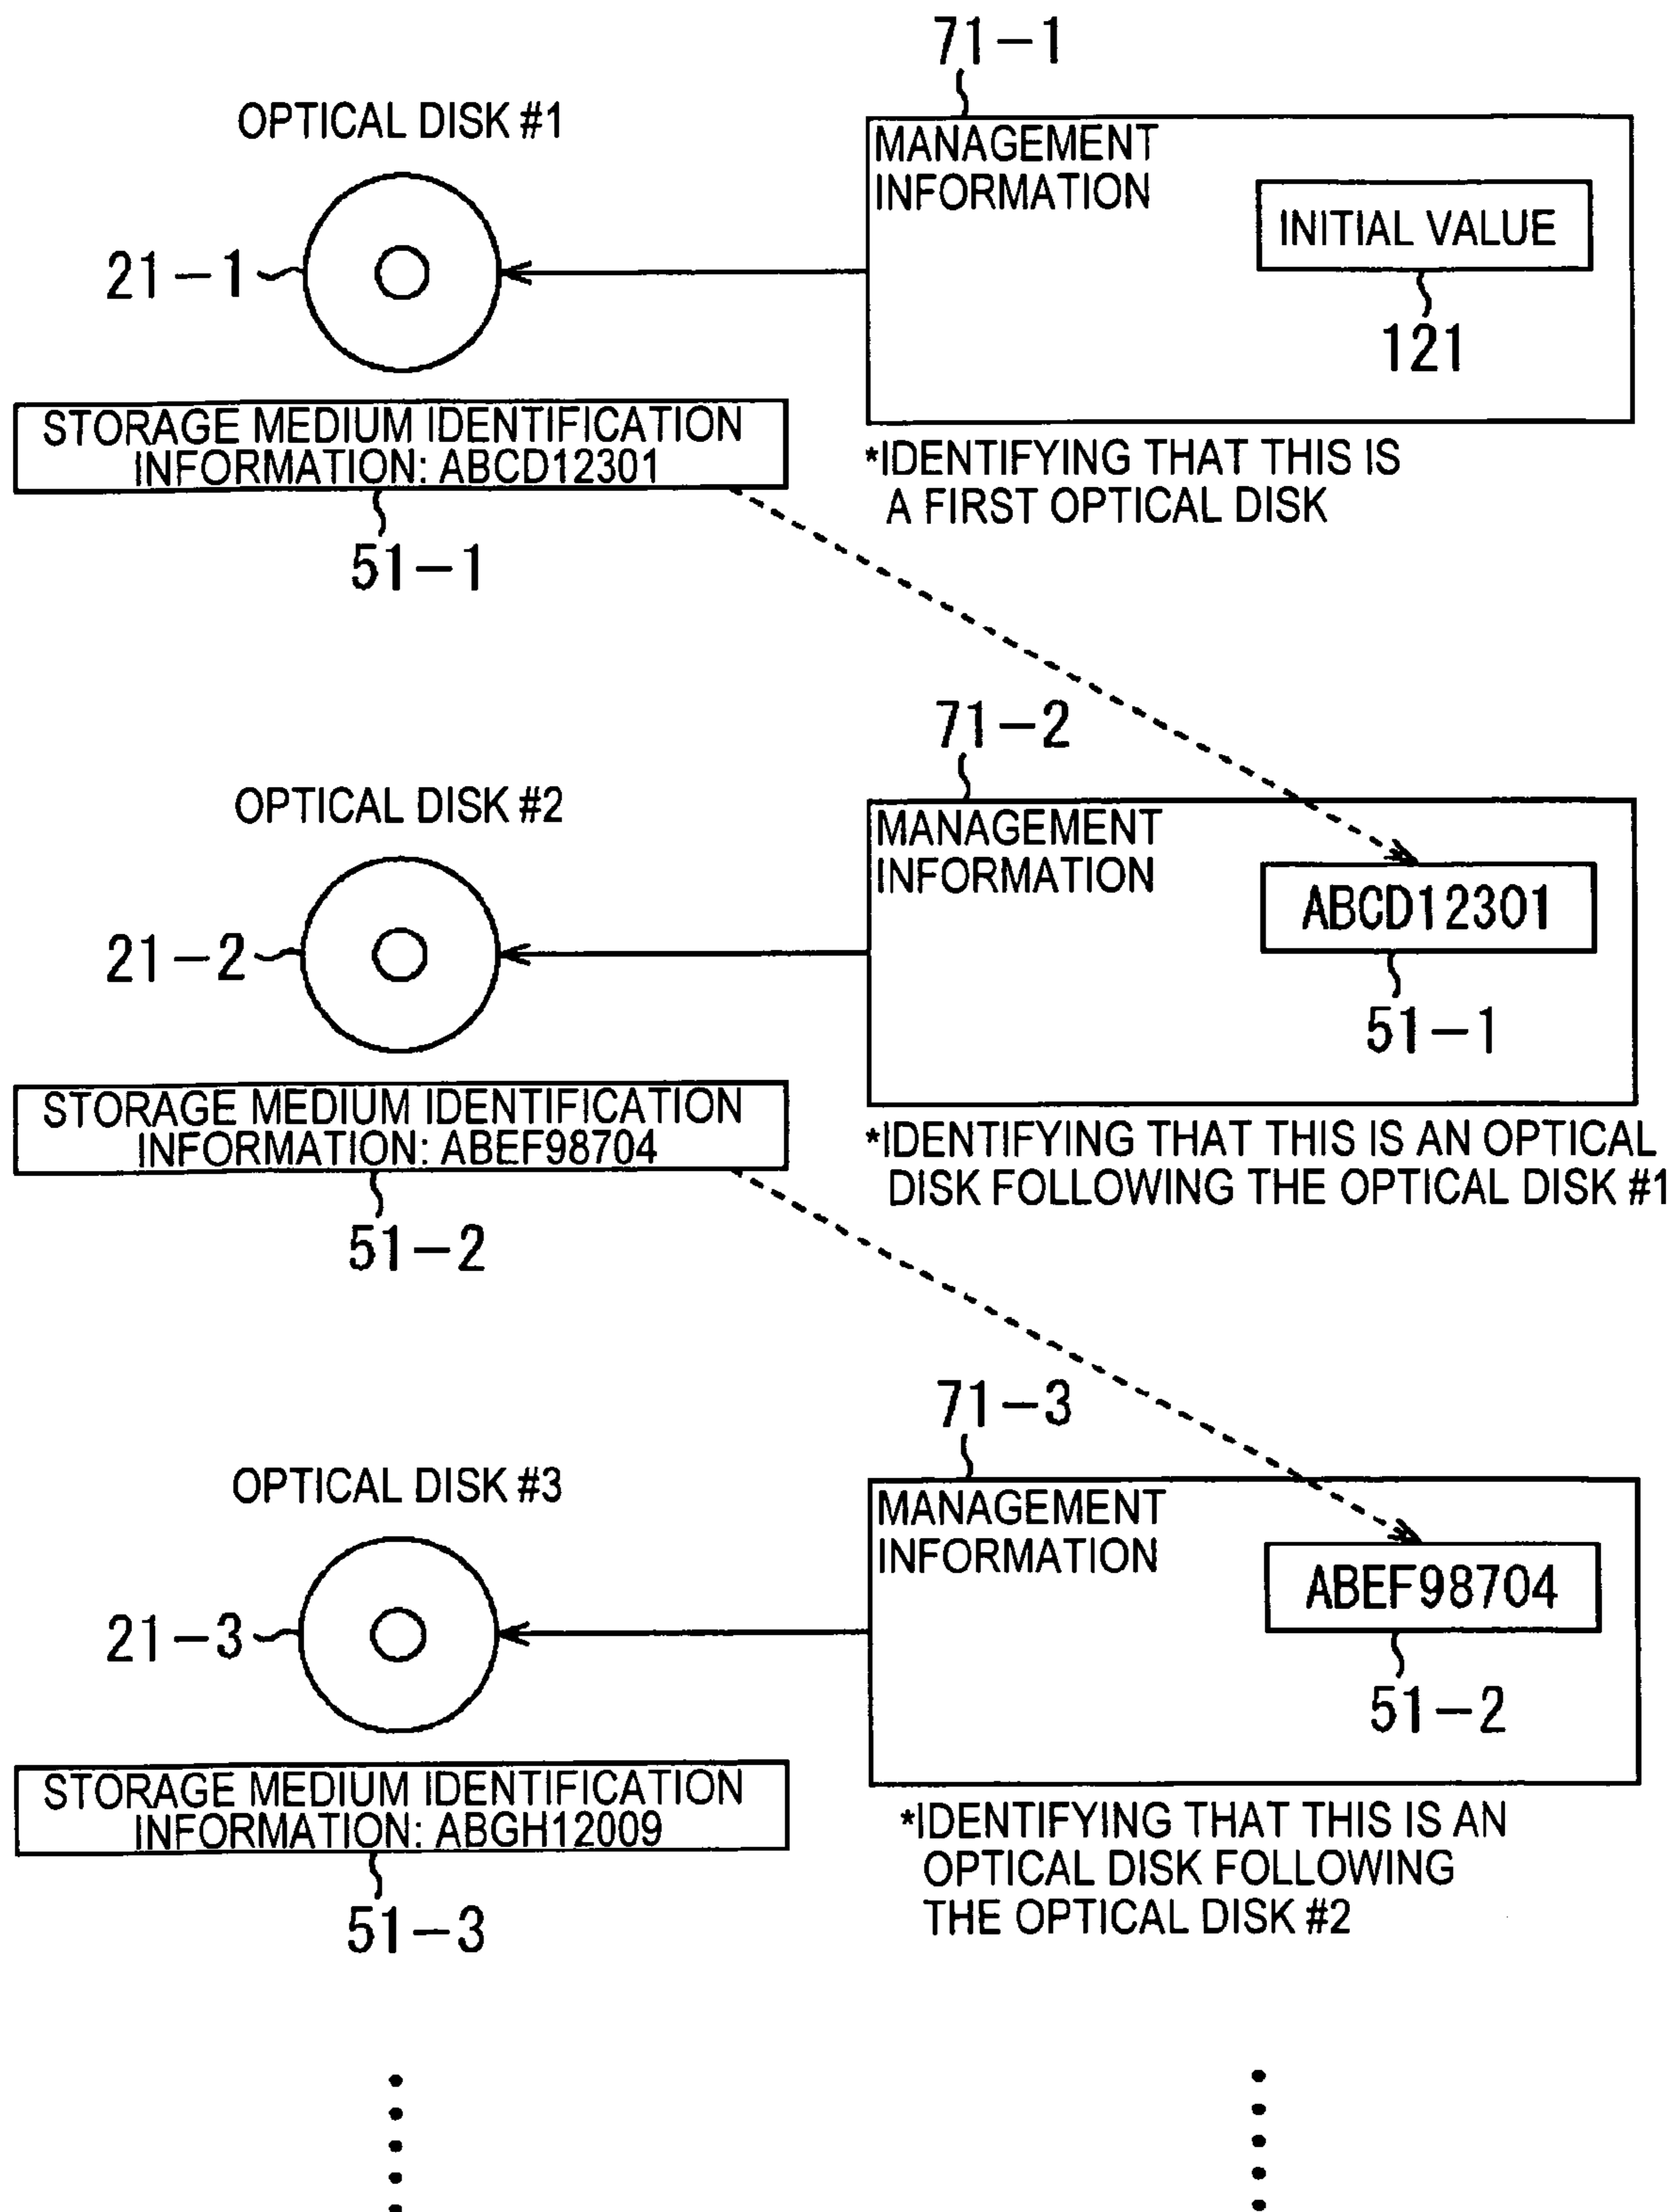 71-1
OPTICAL DISK #1
MANAGEMENT
INFORMATION
INITIAL VALUE
21-1
121
STORAGE MEDIUM IDENTIFICATION
INFORMATION: ABCD12301
*IDENTIFYING THAT THIS IS
A FIRST OPTICAL DISK
51-1
71-2
OPTICAL DISK #2
MANAGEMENT
INFORMATION
ABCD12301
21-2
51-1
STORAGE MEDIUM IDENTIFICATION
INFORMATION: ABEF98704
*IDENTIFYING THAT THIS IS AN OPTICAL
DISK FOLLOWING THE OPTICAL DISK #1
51-2
71-3
OPTICAL DISK #3
MANAGEMENT
INFORMATION
ABEF98704
21-3
51-2
STORAGE MEDIUM IDENTIFICATION
INFORMATION: ABGH12009
*IDENTIFYING THAT THIS IS AN
OPTICAL DISK FOLLOWING
THE OPTICAL DISK #2
51-3